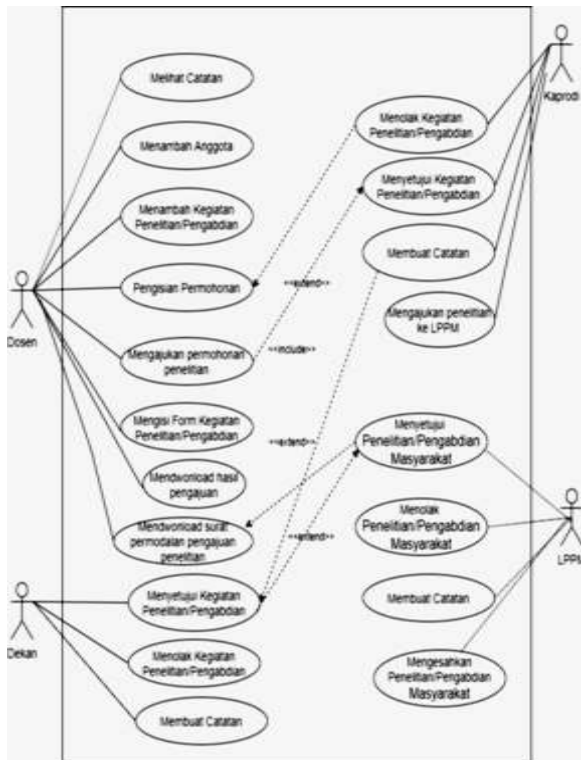 Melihat Catatan
Menambah Anggota
Menambah Kegiatan
Penelitian/Pengabdian
Pengisian Permohonan
Mengajukan permohonan
penelitian
Mengisi Form Kegiatan
Penelitian/Pengabdian
Mendwonload hasil
pengajuan
Mendwonload surat
permodalan pengajuan
penelitian
Menyetujui Kegiatan
Penelitian/Pengabdian
Menolak Kegiatan
Penelitian/Pengabdian
Membuat Catatan
Dosen
Dekan
<<extend>>
<<include>>
<<extend>>
<<extend>>
Menolak Kegiatan
Penelitian/Pengabdian
Menyetujui Kegiatan
Penelitian/Pengabdian
Membuat Catatan
Mengajukan penelitian
ke LPPM
Menyetujui
Penelitian/Pengabdian
Masyarakat
Menolak
Penelitian/Pengabdian
Masyarakat
Membuat Catatan
Mengesahkan
Penelitian/Pengabdian
Masyarakat
Kaprodi
LPPM